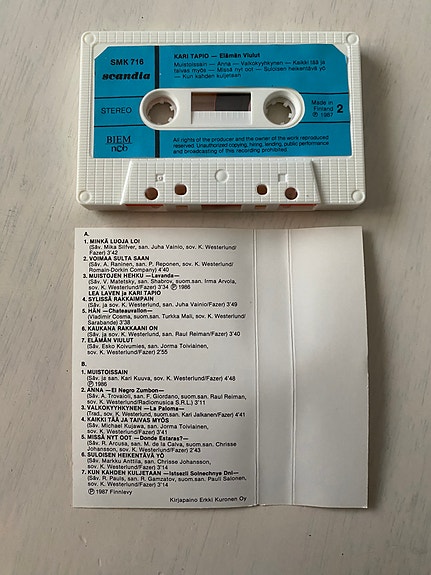 SMK 716
scandia
KARI TAPIO — Elämän Viulut
Muistoissain — Anna — Valkokyyhkynen — Kaikki tää ja
taivas myös — Missä nyt oot — Suloisen heikentävä yö
— Kun kahden kuljetaan
STEREO
Made in
Finland
℗ 1987
2
BIEM
ncb
All rights of the producer and the owner of the work reproduced
reserved. Unauthorized copying, hiring, lending, public performance
and broadcasting of this recording prohibited.
A.
1. MINKÄ LUOJA LOI
(Säv. Mika Siltver, san. Juha Vainio, sov. K. Westerlund/
Fazer) 3'42
2. VOIMAA SULTA SAAN
(Säv. A. Raninen, san. P. Reponen, sov. K. Westerlund/
Romain-Dorkin Company) 4'40
3. MUISTOJEN HEHKU —Lavanda—
(Säv. V. Matetsky, san. Shabrov, suom.san. Irma Arvola,
sov. K. Westerlund/Fazer) 3'34 ℗ 1986
LEA LAVEN ja KARI TAPIO
4. SYLISSÄ RAKKAIMPAIN
(Säv. ja sov. K. Westerlund, san. Juha Vainio/Fazer) 3'49
5. HÄN —Chateauvallon—
(Vladimir Cosma, suom.san. Turkka Mali, sov. K. Westerlund/
Sarabande) 3'38
6. KAUKANA RAKKAANI ON
(Säv. ja sov. K. Westerlund, san. Raul Reiman/Fazer) 3'40
7. ELÄMÄN VIULUT
(Säv. Esko Koivumies, san. Jorma Toiviainen,
sov. K. Westerlund/Fazer) 2'55
B.
1. MUISTOISSAIN
(Säv. ja san. Kari Kuuva, sov. K. Westerlund/Fazer) 4'48
℗ 1986
2. ANNA —El Negro Zumbon—
(Säv. A. Trovaioli, san. F. Giordano, suom.san. Raul Reiman,
sov. K. Westerlund/Radiomusica S.R.L.) 3'11
3. VALKOKYYHKYNEN —La Paloma—
(Trad., sov. K. Westerlund, suom.san. Kari Jalkanen/Fazer) 4'41
4. KAIKKI TÄÄ JA TAIVAS MYÖS
(Säv. Michael Kujawa, san. Jorma Toiviainen,
sov. K. Westerlund/Fazer) 3'41
5. MISSÄ NYT OOT —Donde Estaras?—
(Säv. R. Arcusa, san. M. de la Calva, suom.san. Chrisse
Johansson, sov. K. Westerlund/Fazer) 2'43
6. SULOISEN HEIKENTÄVÄ YÖ
(Säv. Markku Anttila, san. Chrisse Johansson,
sov. K. Westerlund/Fazer) 3'14
7. KUN KAHDEN KULJETAAN —Istsezli Solnechnye Dni—
(Säv. R. Pauls, san. R. Gamzatov, suom.san. Pauli Salonen,
sov. K. Westerlund/Fazer) 3'14
℗ 1987 Finnlevy
Kirjapaino Erkki Kuronen Oy